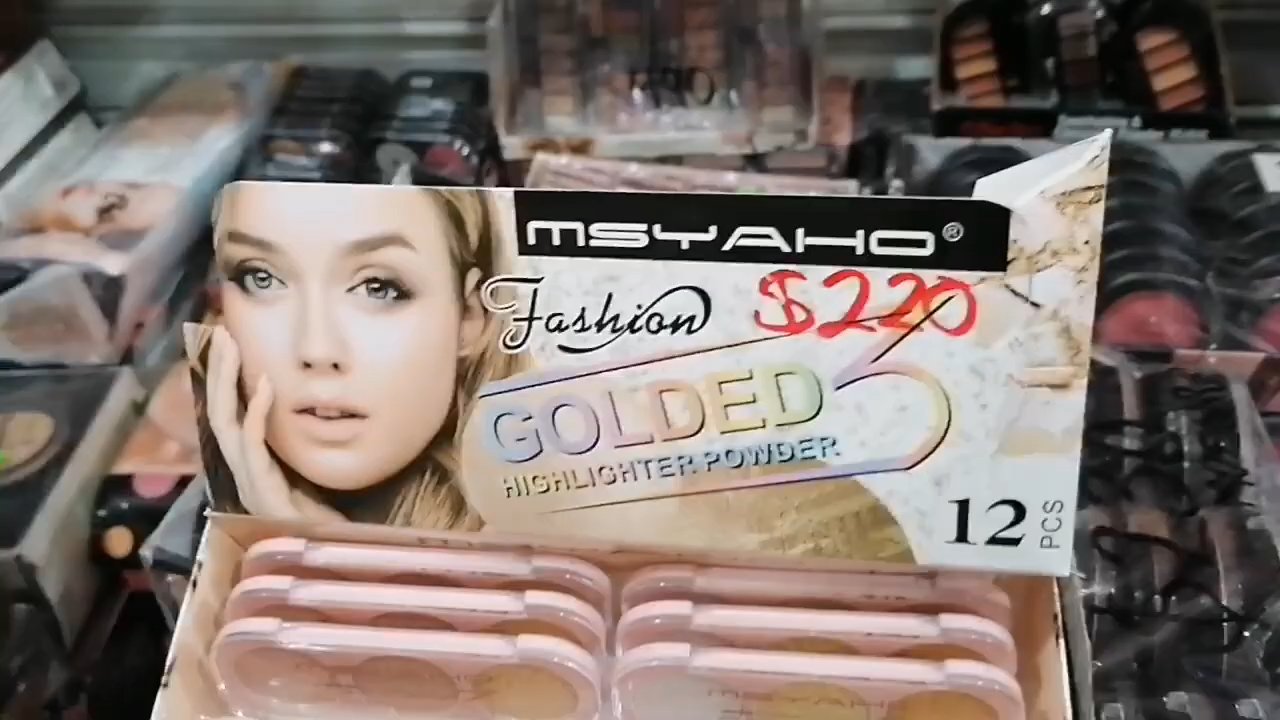 MSYAHO®
Fashion $220
GOLDED
HIGHLIGHTER POWDER
12 PCS